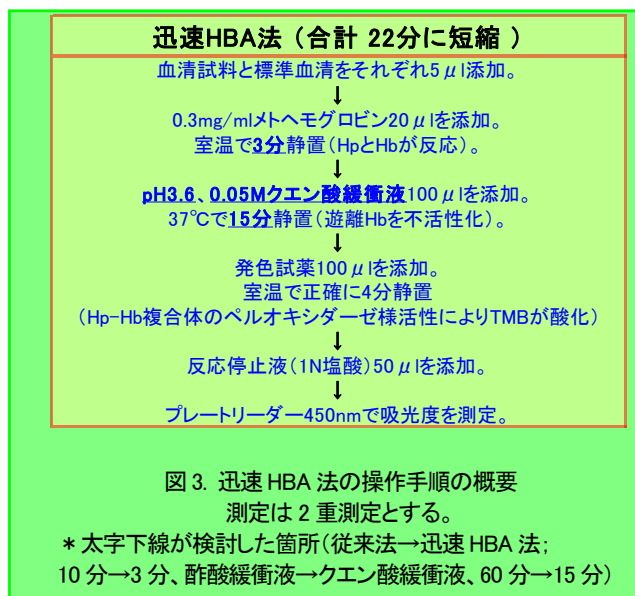 迅速HBA法（合計 22分に短縮 ）
血清試料と標準血清をそれぞれ5μl添加。
↓
0.3mg/mlメトヘモグロビン20μlを添加。
室温で3分静置（HpとHbが反応）。
↓
pH3.6、0.05Mクエン酸緩衝液100μlを添加。
37℃で15分静置（遊離Hbを不活性化）。
↓
発色試薬100μlを添加。
室温で正確に4分静置
（Hp-Hb複合体のペルオキシダーゼ様活性によりTMBが酸化）
↓
反応停止液（1N塩酸）50μlを添加。
↓
プレートリーダー450nmで吸光度を測定。
図3. 迅速HBA法の操作手順の概要
測定は2重測定とする。
＊太字下線が検討した箇所（従来法→迅速HBA法；
10分→3分、酢酸緩衝液→クエン酸緩衝液、60分→15分）